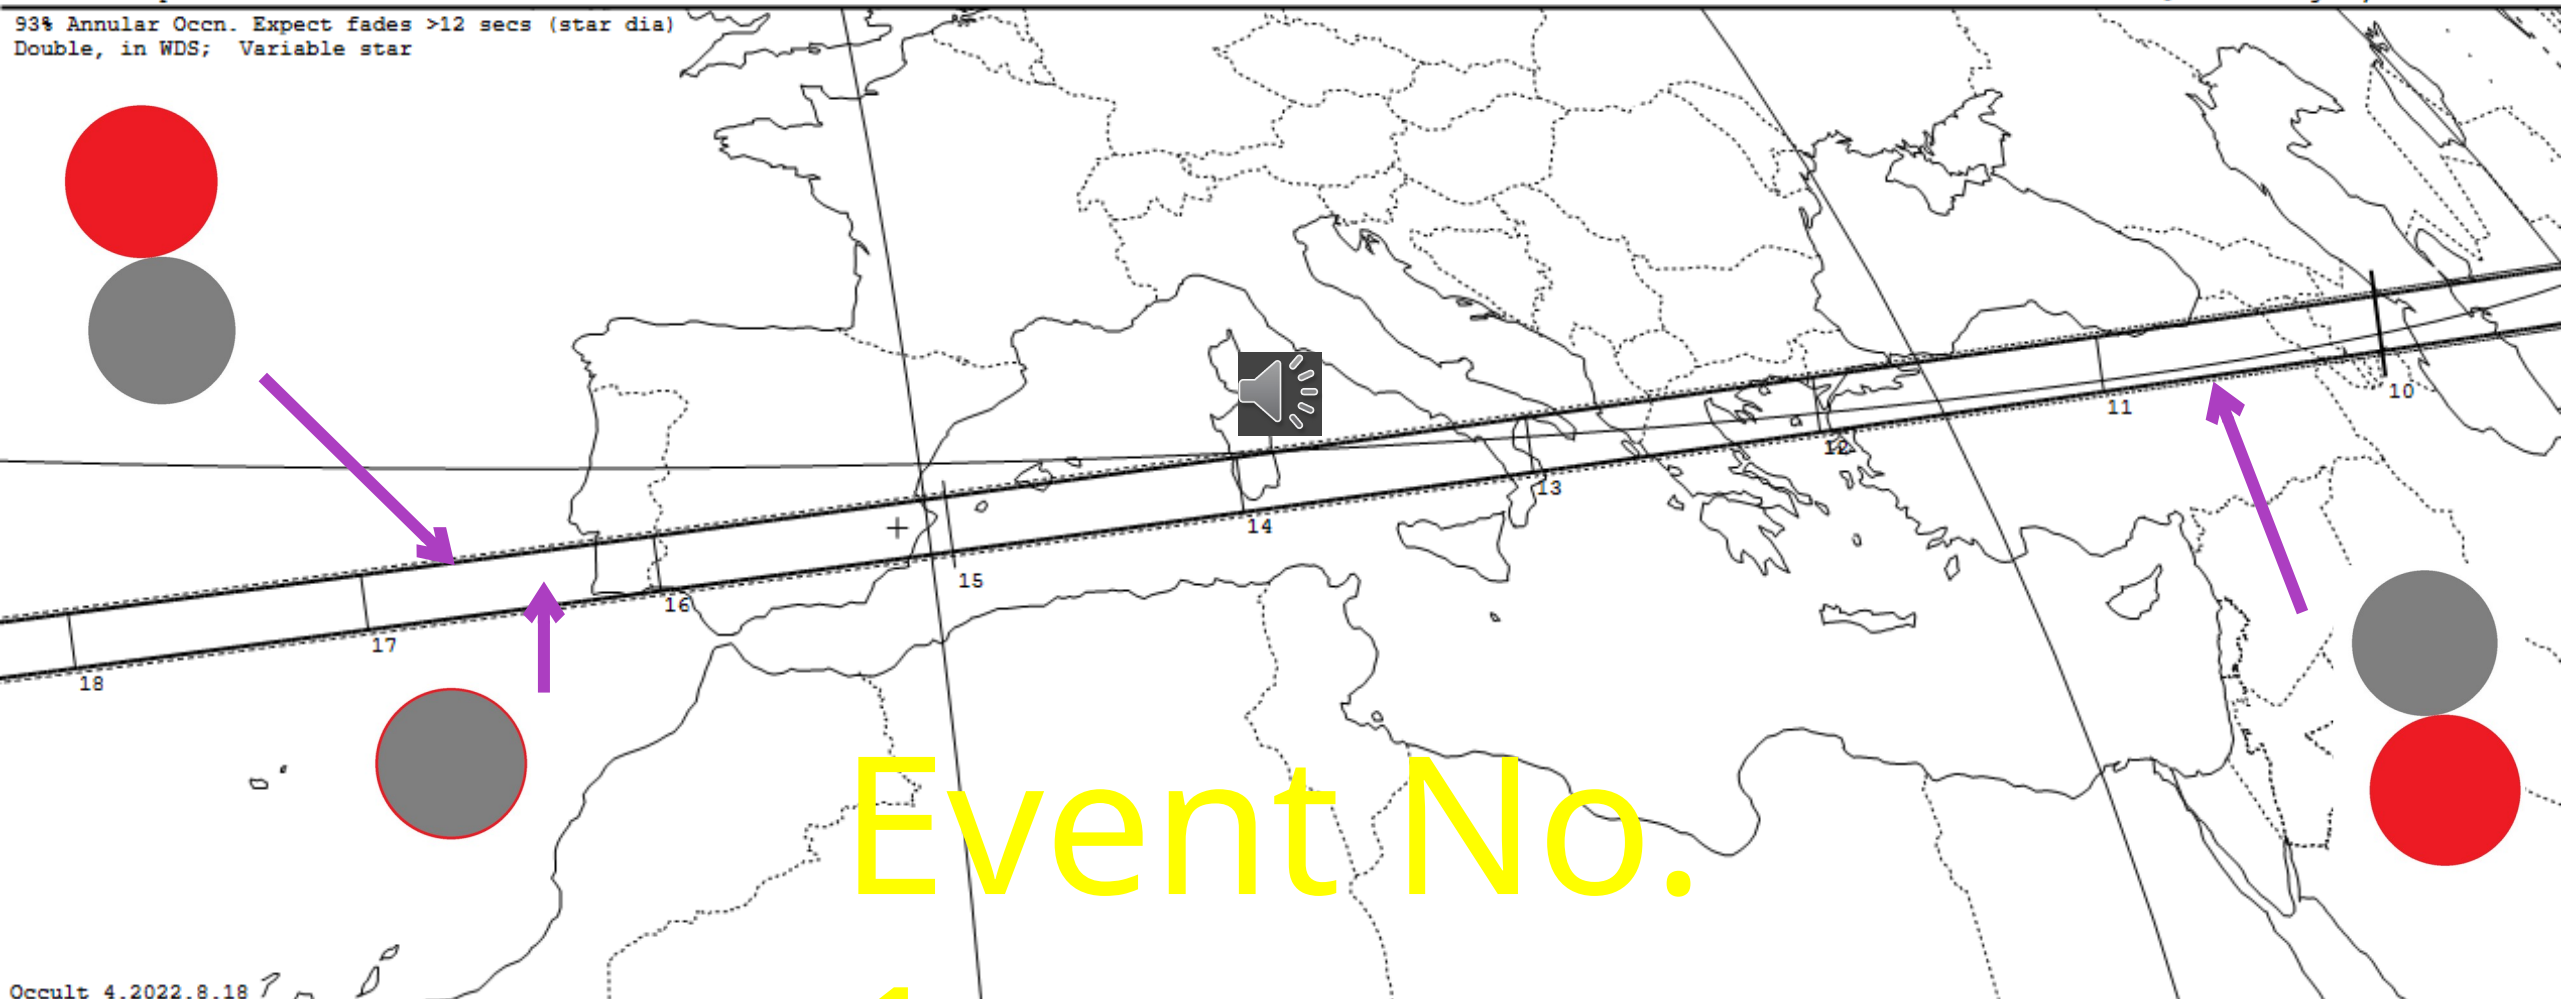 93% Annular Occn. Expect fades >12 secs (star dia)
Double, in WDS;  Variable star
10
11
12
13
14
15
16
17
18
Event No.
Occult 4.2022.8.18